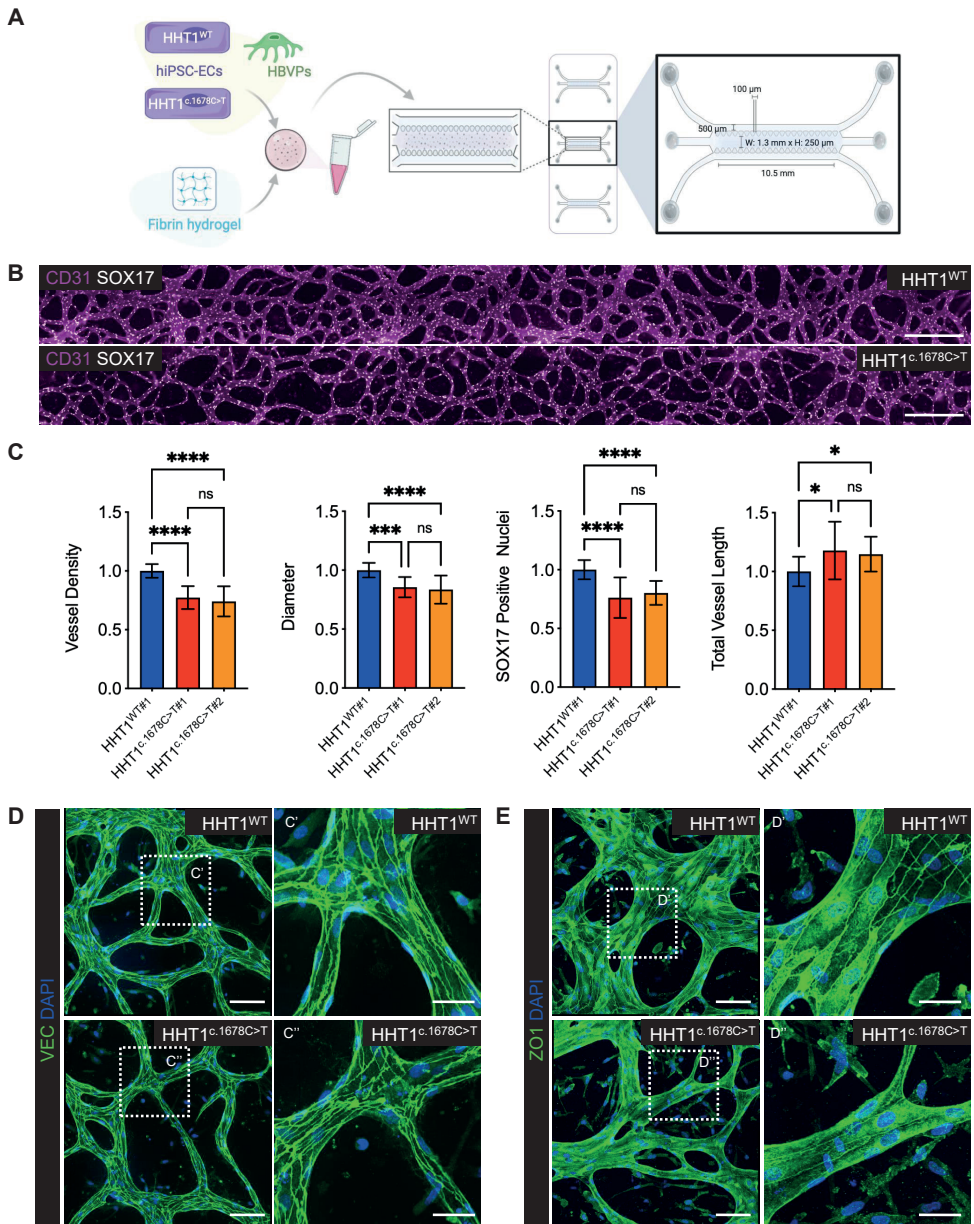 A
HHT1WT
hiPSC-ECs
HBVPs
HHT1c.1678C>T
Fibrin hydrogel
100 µm
500 µm
W: 1.3 mm x H: 250 µm
10.5 mm
B
CD31 SOX17
HHT1WT
CD31 SOX17
HHT1c.1678C>T
C
Vessel Density
1.5
1.0
0.5
0.0
****
ns
****
HHT1WT#1
HHT1c.1678C>T#1
HHT1c.1678C>T#2
Diameter
1.5
1.0
0.5
0.0
****
***
ns
HHT1WT#1
HHT1c.1678C>T#1
HHT1c.1678C>T#2
SOX17 Positive Nuclei
1.5
1.0
0.5
0.0
****
ns
****
HHT1WT#1
HHT1c.1678C>T#1
HHT1c.1678C>T#2
Total Vessel Length
1.5
1.0
0.5
0.0
*
*
ns
HHT1WT#1
HHT1c.1678C>T#1
HHT1c.1678C>T#2
D
VEC DAPI
HHT1WT
C'
C'
HHT1WT
HHT1c.1678C>T
C''
C''
HHT1c.1678C>T
E
ZO1 DAPI
HHT1WT
D'
D'
HHT1WT
HHT1c.1678C>T
D''
D''
HHT1c.1678C>T